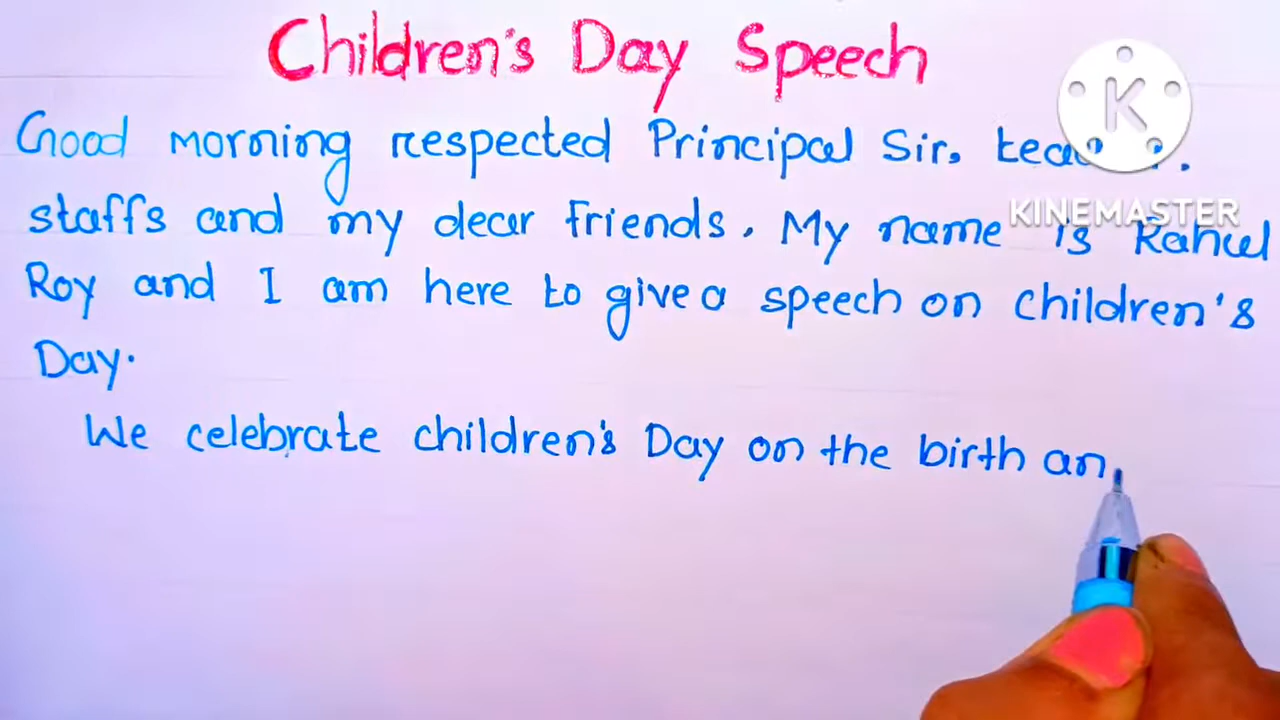 Children's Day Speech
Good morning respected Principal Sir,
staffs and my dear friends. My name is Rahul
Roy and I am here to give a speech on children's
Day.
We celebrate children's Day on the birth an
K
KINEMASTER